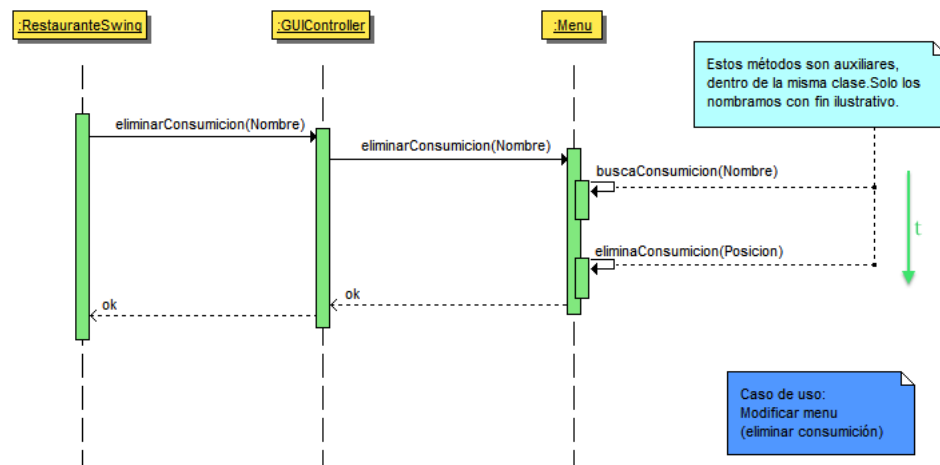 :RestauranteSwing
:GUIController
:Menu
Estos métodos son auxiliares,
dentro de la misma clase.Solo los
nombramos con fin ilustrativo.
eliminarConsumicion(Nombre)
eliminarConsumicion(Nombre)
buscaConsumicion(Nombre)
t
eliminaConsumicion(Posicion)
ok
ok
Caso de uso:
Modificar menu
(eliminar consumición)